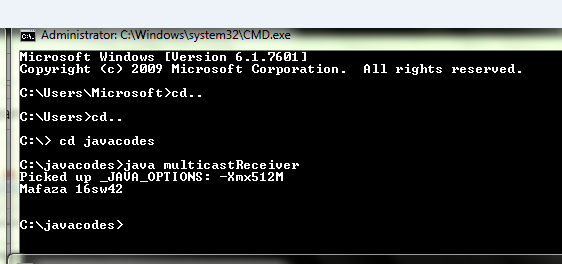 Administrator: C:\Windows\system32\CMD.exe
Microsoft Windows [Version 6.1.7601]
Copyright (c) 2009 Microsoft Corporation.  All rights reserved.
C:\Users\Microsoft>cd..
C:\Users>cd..
C:\> cd javacodes
C:\javacodes>java multicastReceiver
Picked up _JAVA_OPTIONS: -Xmx512M
Mafaza 16sw42
C:\javacodes>